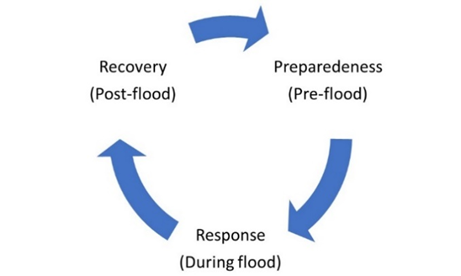 Recovery
(Post-flood)
Preparedeness
(Pre-flood)
Response
(During flood)